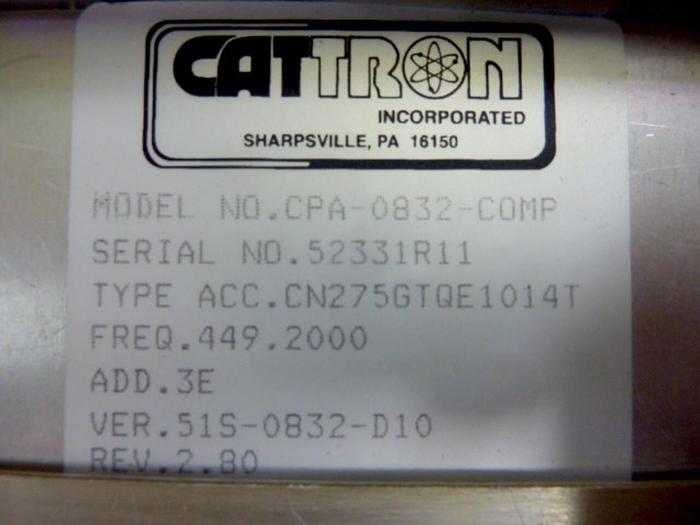 CATTRON
INCORPORATED
SHARPSVILLE, PA 16150
MODEL NO.CPA-0832-COMP
SERIAL NO.52331R11
TYPE ACC.CN275GTQE1014T
FREQ.449.2000
ADD.3E
VER.51S-0832-D10
REV.2.80